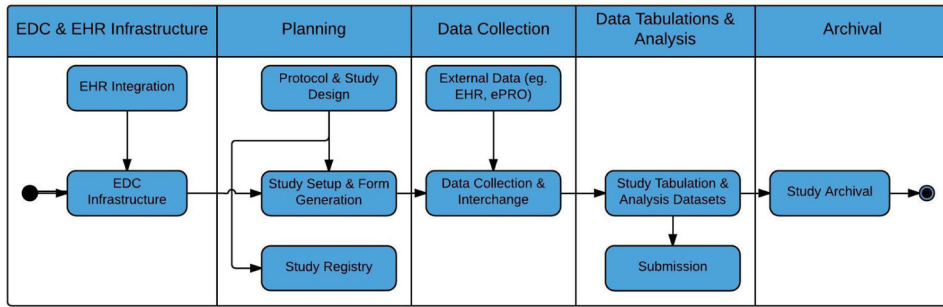 EDC & EHR Infrastructure
Planning
Data Collection
Data Tabulations &
Analysis
Archival
EHR Integration
Protocol & Study
Design
External Data (eg.
EHR, ePRO)
EDC
Infrastructure
Study Setup & Form
Generation
Data Collection &
Interchange
Study Tabulation &
Analysis Datasets
Study Archival
Study Registry
Submission